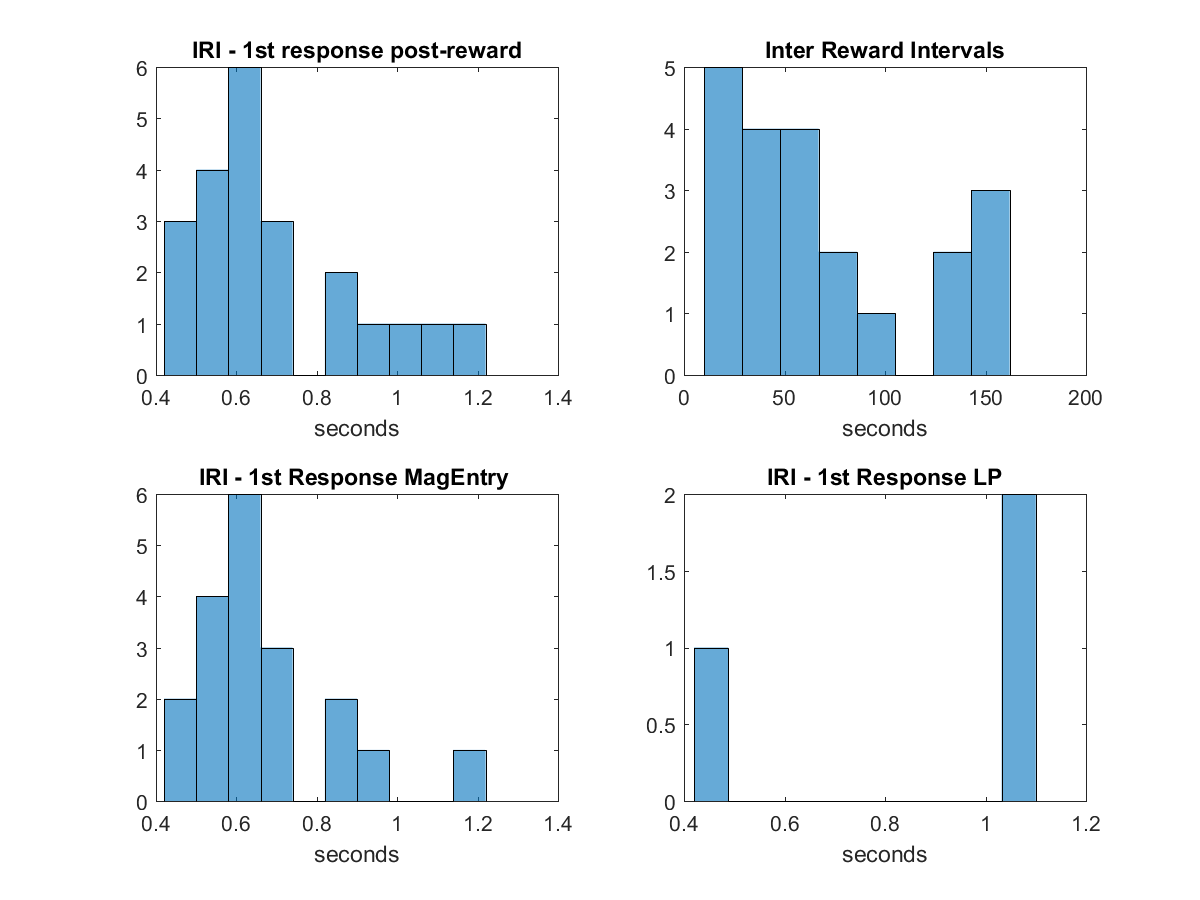 IRI - 1st response post-reward
6
5
4
3
2
1
0
0.4 0.6 0.8 1 1.2 1.4
seconds
Inter Reward Intervals
5
4
3
2
1
0
0 50 100 150 200
seconds
IRI - 1st Response MagEntry
6
5
4
3
2
1
0
0.4 0.6 0.8 1 1.2 1.4
seconds
IRI - 1st Response LP
2
1.5
1
0.5
0
0.4 0.6 0.8 1 1.2
seconds